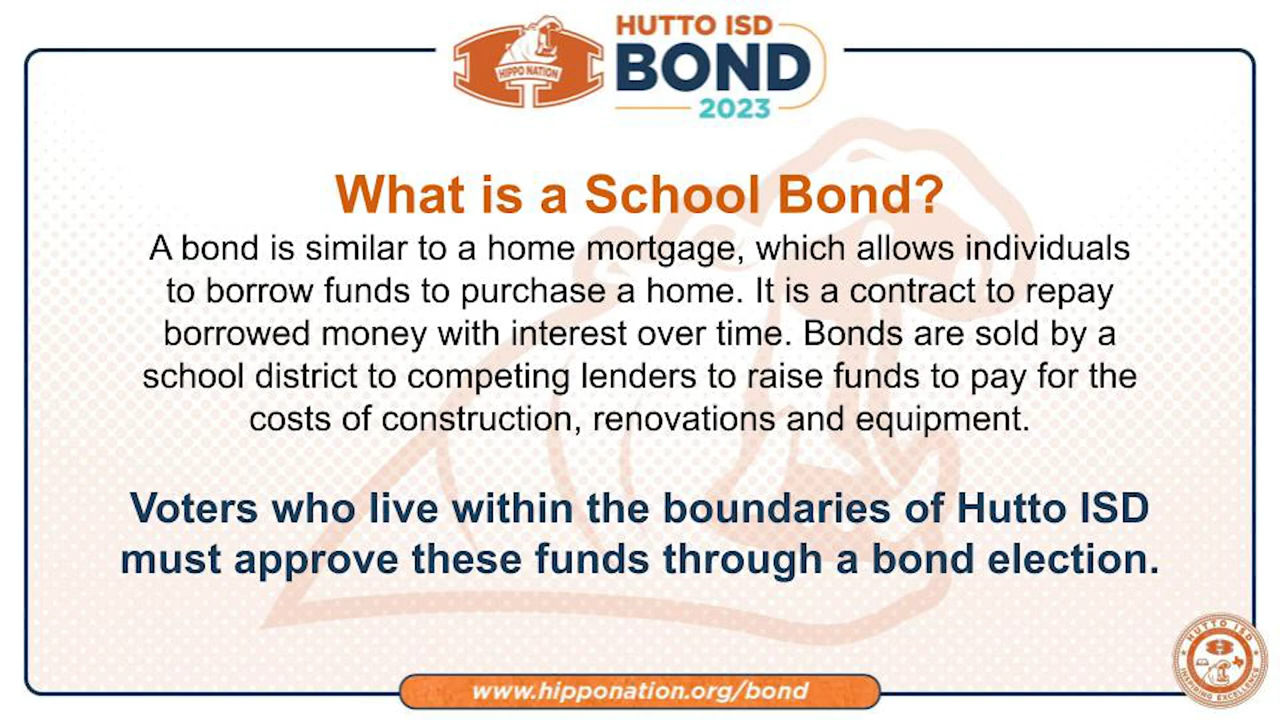 HUTTO ISD
BOND
2023
HIPPO NATION
What is a School Bond?
A bond is similar to a home mortgage, which allows individuals
to borrow funds to purchase a home. It is a contract to repay
borrowed money with interest over time. Bonds are sold by a
school district to competing lenders to raise funds to pay for the
costs of construction, renovations and equipment.
Voters who live within the boundaries of Hutto ISD
must approve these funds through a bond election.
www.hipponation.org/bond
HUTTO ISD
INSPIRING EXCELLENCE